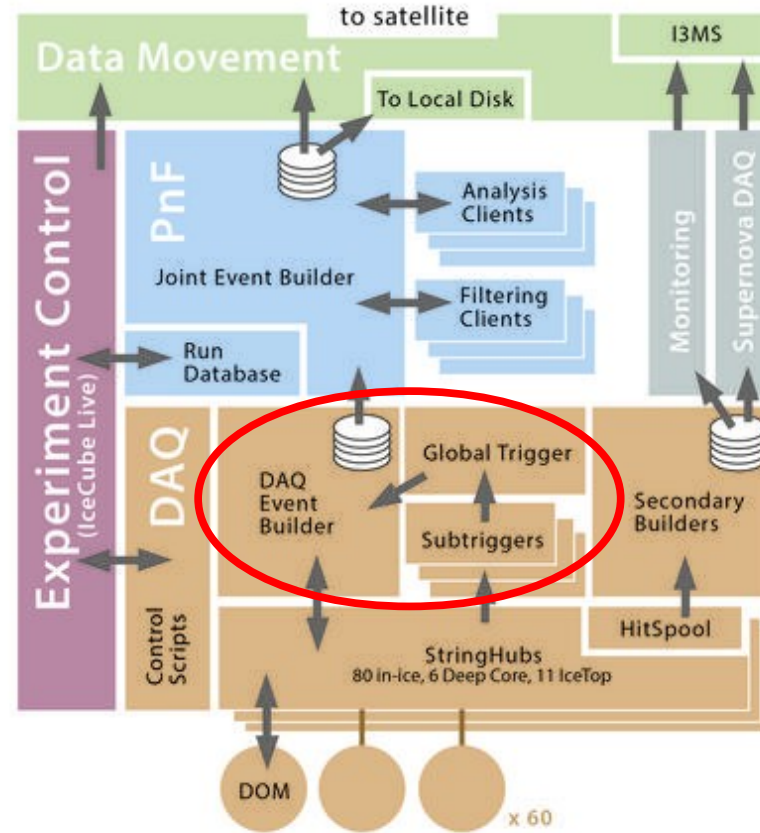 to satellite
Data Movement
I3MS
To Local Disk
Experiment Control
(IceCube Live)
PnF
Joint Event Builder
Analysis
Clients
Filtering
Clients
Monitoring
Supernova DAQ
Run
Database
DAQ
Control
Scripts
DAQ
Event
Builder
Global Trigger
Subtriggers
Secondary
Builders
HitSpool
StringHubs
80 in-ice, 6 Deep Core, 11 IceTop
DOM
x 60